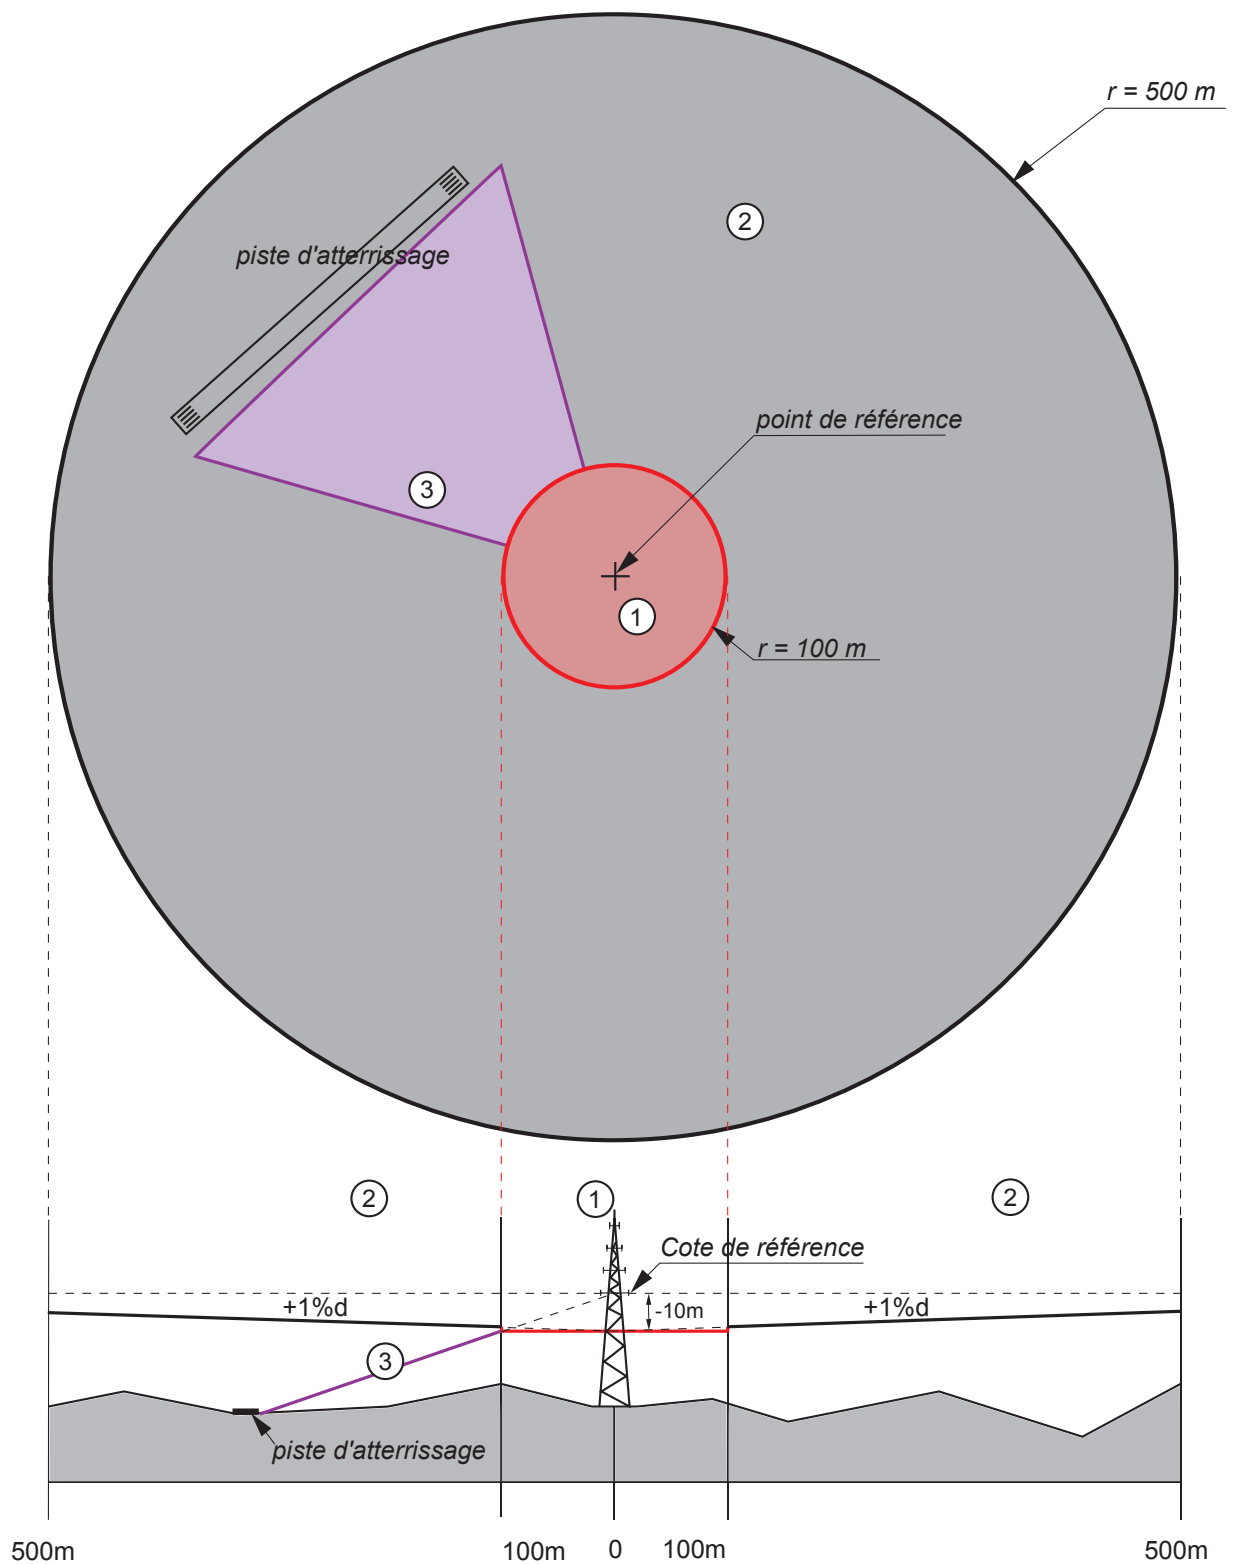 r = 500 m
2
piste d'atterrissage
point de référence
3
1
r = 100 m
2
1
2
Cote de référence
+1%d
-10m
+1%d
3
piste d'atterrissage
500m
100m
0
100m
500m